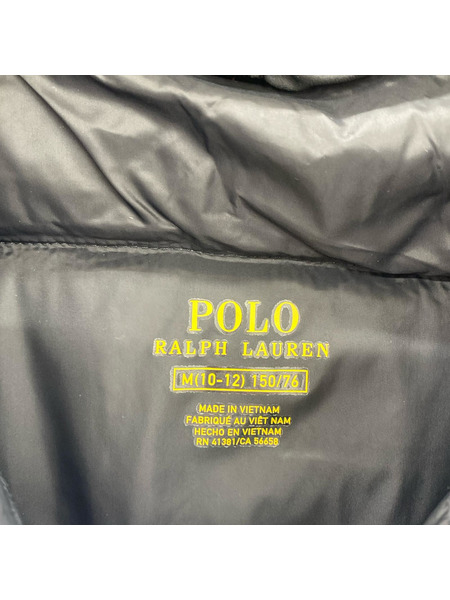 POLO
RALPH LAUREN
M(10-12) 150/76
MADE IN VIETNAM
FABRIQUÉ AU VIÊT NAM
HECHO EN VIETNAM
RN 41381/CA 56658